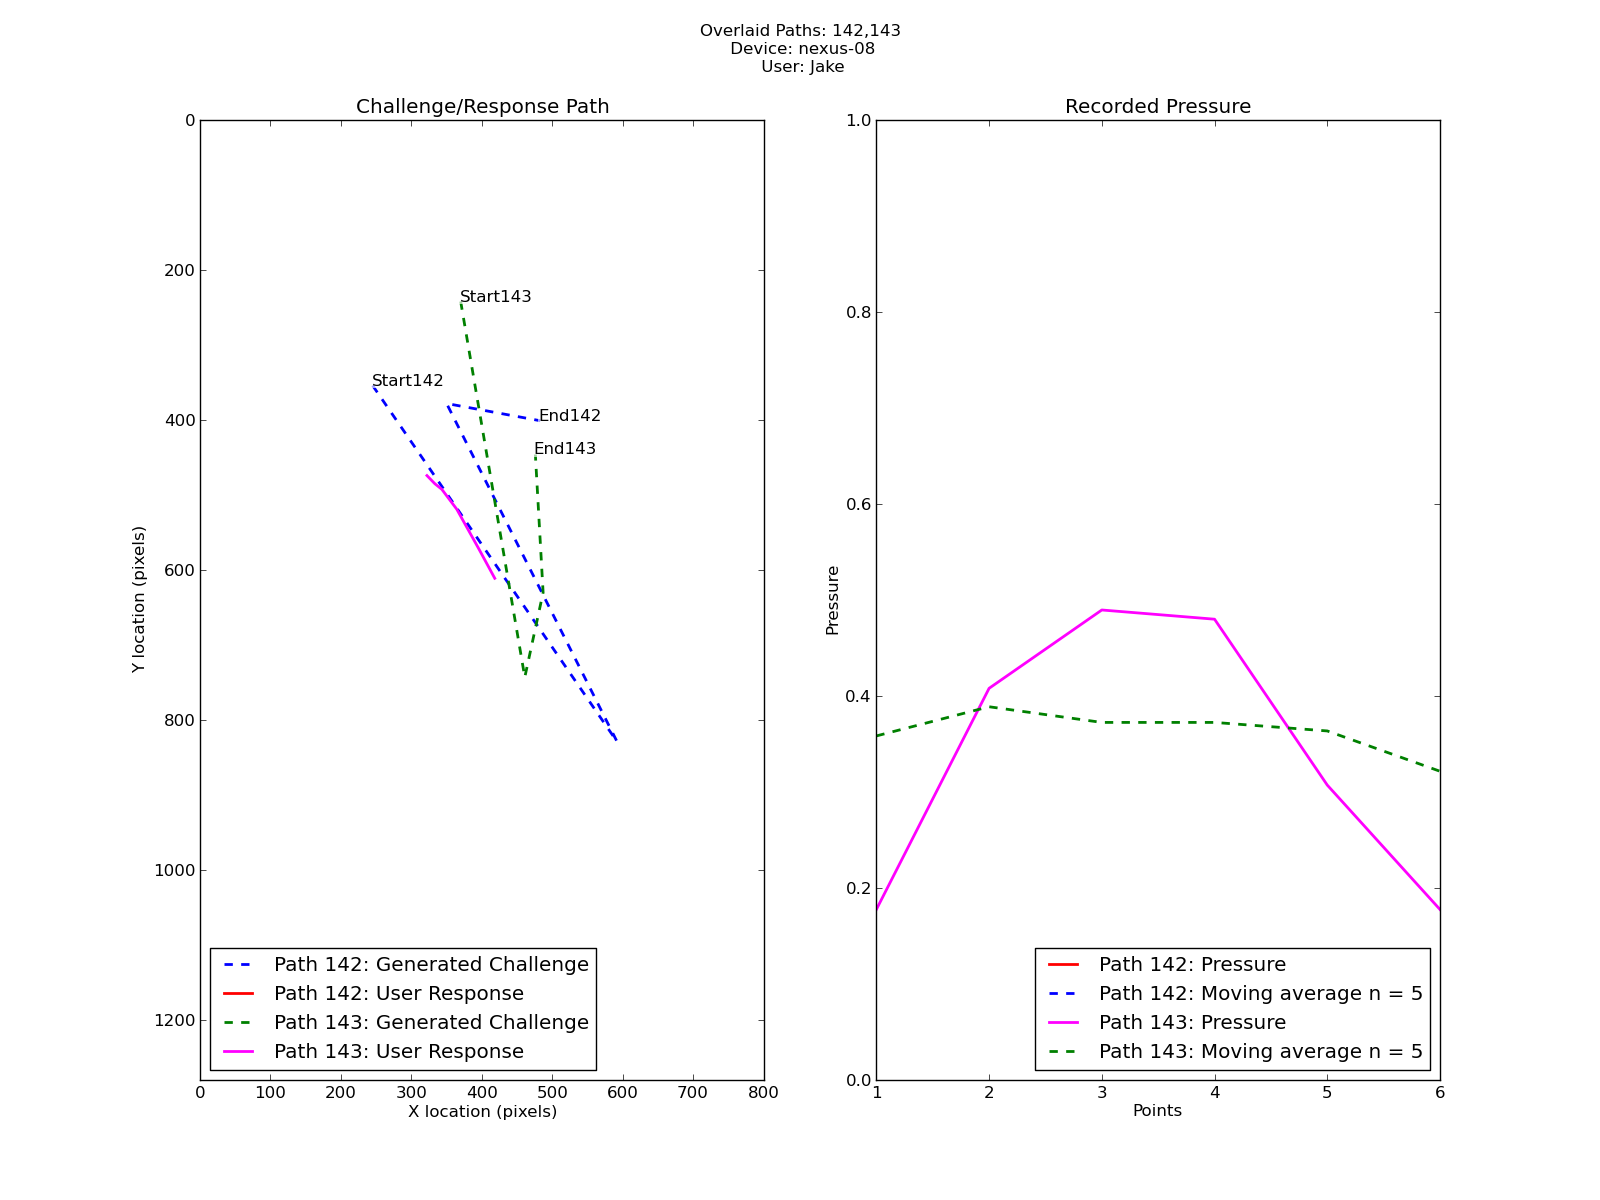 Overlaid Paths: 142,143
Device: nexus-08
User: Jake
Challenge/Response Path
0
200
400
600
800
1000
1200
Y location (pixels)
Start143
Start142
End142
End143
Path 142: Generated Challenge
Path 142: User Response
Path 143: Generated Challenge
Path 143: User Response
0 100 200 300 400 500 600 700 800
X location (pixels)
Recorded Pressure
1.0
0.8
0.6
0.4
0.2
0.0
Pressure
Path 142: Pressure
Path 142: Moving average n = 5
Path 143: Pressure
Path 143: Moving average n = 5
1 2 3 4 5 6
Points